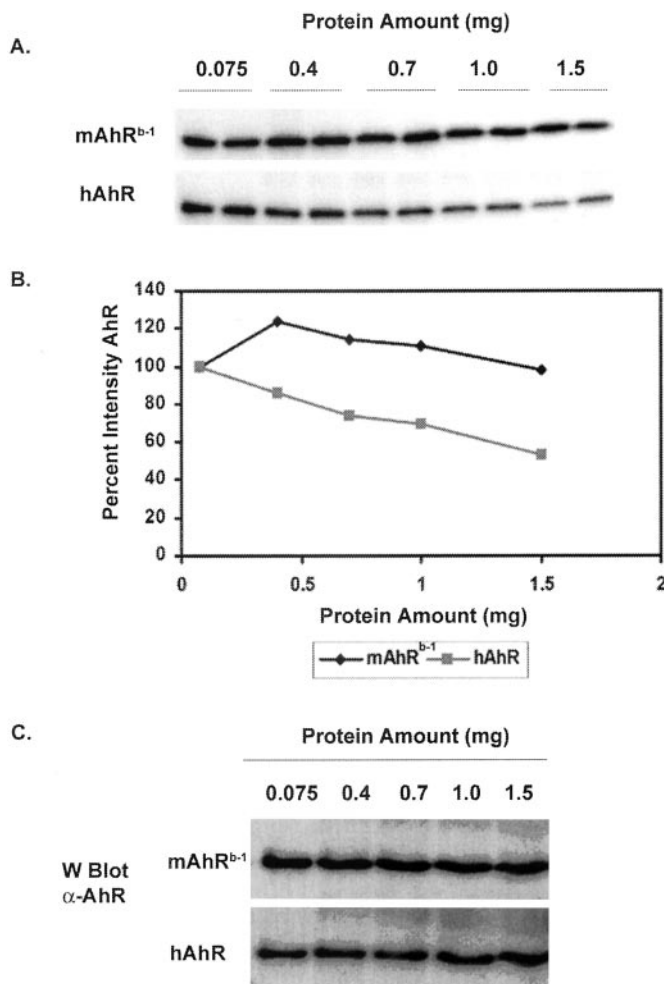 Protein Amount (mg)
A.
0.075 0.4 0.7 1.0 1.5
mAhR^b-1
hAhR
B.
140
120
100
80
60
40
20
0
Percent Intensity AhR
0 0.5 1 1.5 2
Protein Amount (mg)
mAhR^b-1 hAhR
C.
Protein Amount (mg)
0.075 0.4 0.7 1.0 1.5
mAhR^b-1
W Blot
α-AhR
hAhR